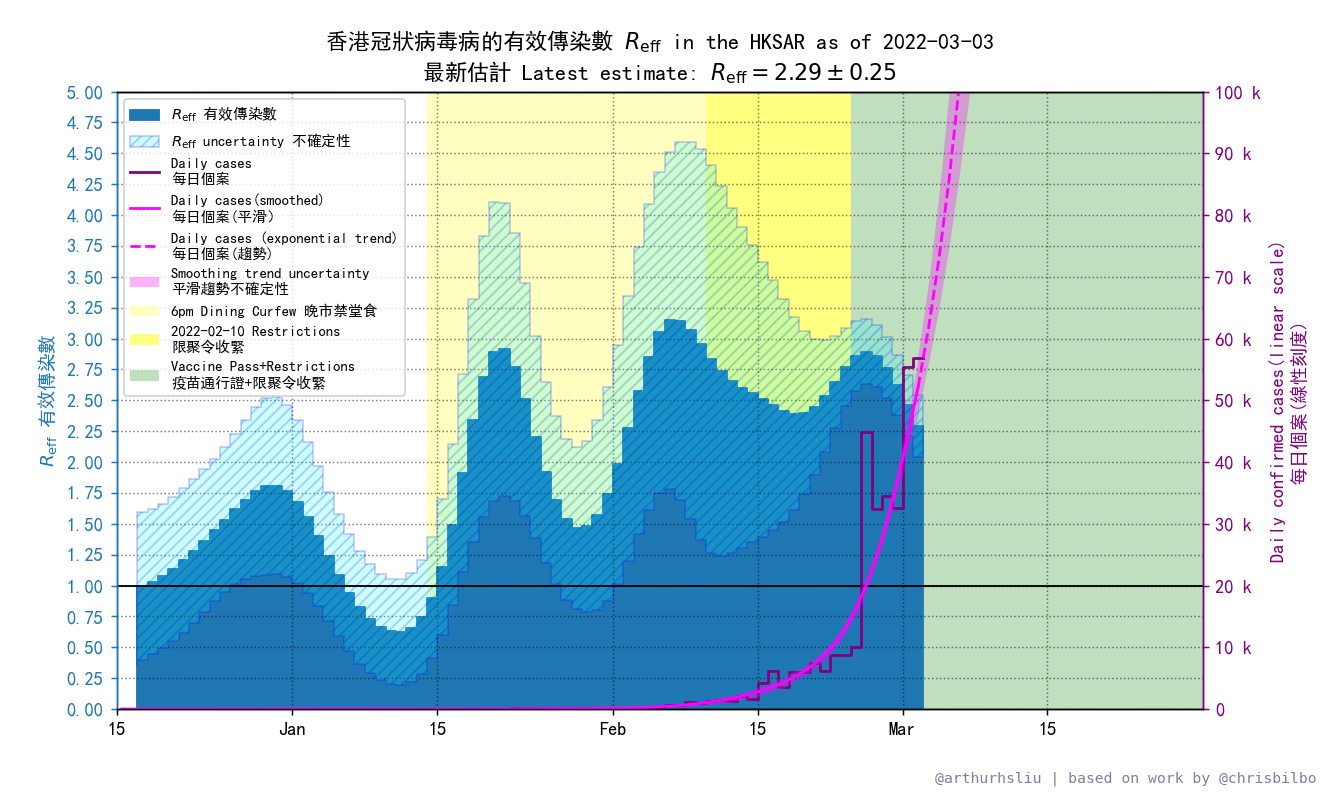 香港冠狀病毒病的有效傳染數 Reff in the HKSAR as of 2022-03-03
最新估計 Latest estimate: Reff = 2.29 ± 0.25
Reff 有效傳染數
Reff uncertainty 不確定性
Daily cases
每日個案
Daily cases(smoothed)
每日個案(平滑)
Daily cases (exponential trend)
每日個案(趨勢)
Smoothing trend uncertainty
平滑趨勢不確定性
6pm Dining Curfew 晚市禁堂食
2022-02-10 Restrictions
限聚令收緊
Vaccine Pass+Restrictions
疫苗通行證+限聚令收緊
5.00
4.75
4.50
4.25
4.00
3.75
3.50
3.25
3.00
2.75
2.50
2.25
2.00
1.75
1.50
1.25
1.00
0.75
0.50
0.25
0.00
Reff 有效傳染數
100 k
90 k
80 k
70 k
60 k
50 k
40 k
30 k
20 k
10 k
0
Daily confirmed cases(linear scale)
每日個案(線性刻度)
15
Jan
15
Feb
15
Mar
15
@arthurhsliu | based on work by @chrisbilbo